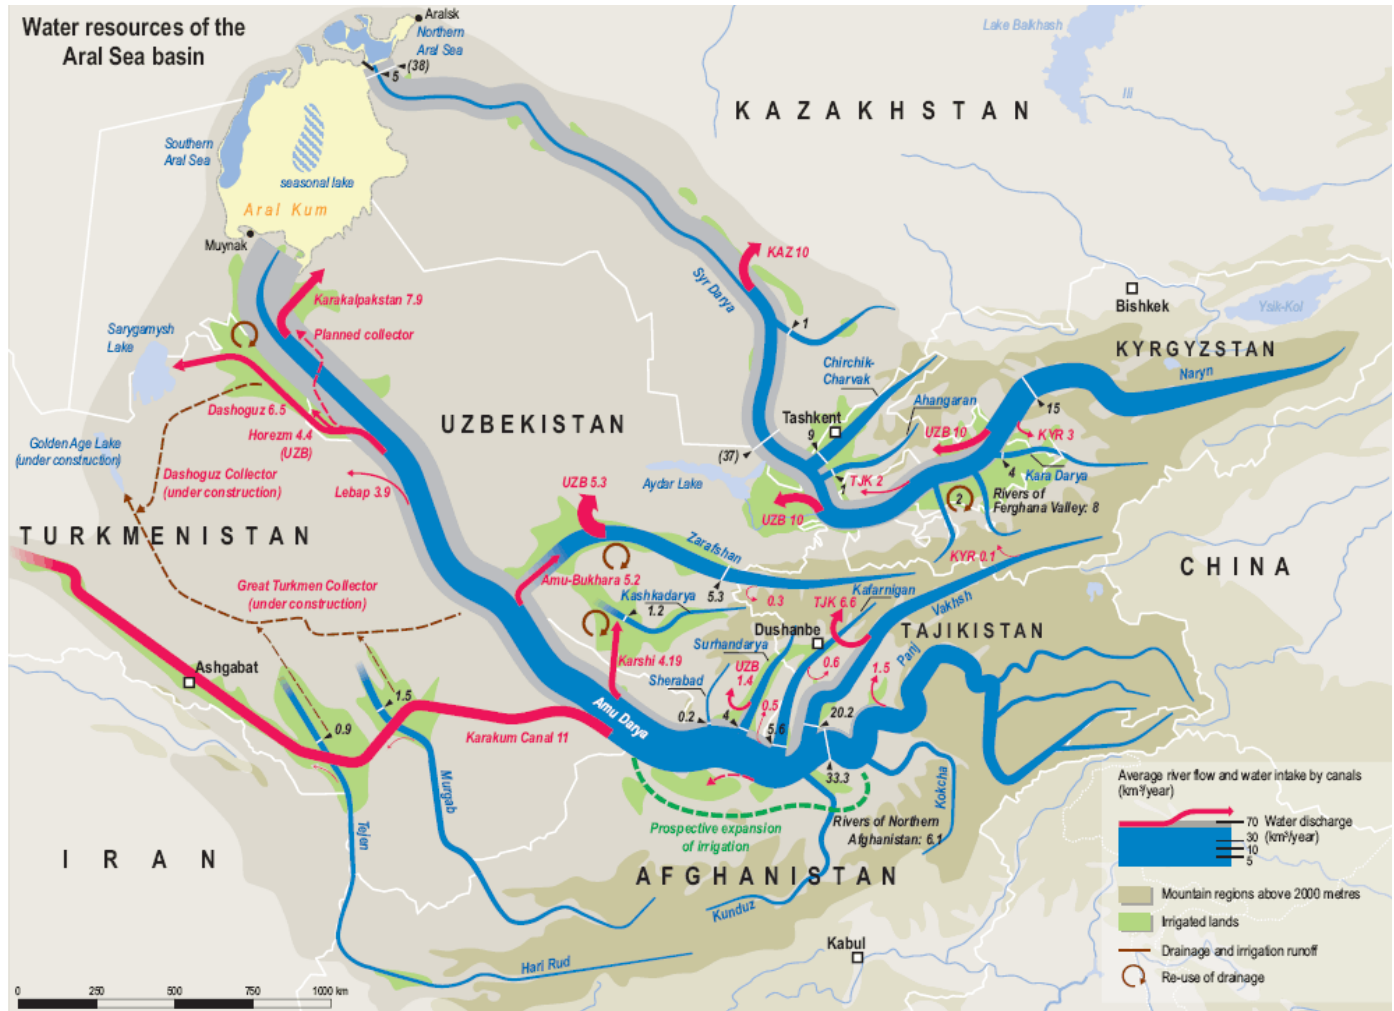 Water resources of the
Aral Sea basin
Aralsk
Northern
Aral Sea
(38)
5
Lake Balkhash
Ili
KAZAKHSTAN
Southern
Aral Sea
seasonal lake
Aral Kum
Muynak
KAZ 10
Syr Darya
Karakalpakstan 7.9
Planned collector
Sarygamysh
Lake
1
Bishkek
Ysik-Kol
KYRGYZSTAN
Naryn
Chirchik-
Charvak
Tashkent
Ahangaran
15
Dashoguz 6.5
UZBEKISTAN
9
UZB 10
KYR 3
Horezm 4.4
(UZB)
Golden Age Lake
(under construction)
(37)
4
Kara Darya
Dashoguz Collector
(under construction)
Lebap 3.9
UZB 5.3
Aydar Lake
TJK 2
1
2
Rivers of
Ferghana Valley: 8
UZB 10
TURKMENISTAN
Zarafshan
KYR 0.1
CHINA
Great Turkmen Collector
(under construction)
Amu-Bukhara 5.2
5.3
0.3
Kafarnigan
Kashkadarya
1.2
TJK 6.6
Vakhsh
Dushanbe
TAJIKISTAN
Surhandarya
Panj
Ashgabat
Karshi 4.19
UZB
1.4
0.6
1.5
Sherabad
1.5
0.5
0.2
4
20.2
Amu Darya
0.9
5.6
Karakum Canal 11
33.3
Murgab
Kokcha
Tejen
Prospective expansion
of irrigation
Rivers of Northern
Afghanistan: 6.1
IRAN
AFGHANISTAN
Kunduz
Kabul
Hari Rud
Average river flow and water intake by canals
(km³/year)
70 Water discharge
30 (km³/year)
10
5
Mountain regions above 2000 metres
Irrigated lands
Drainage and irrigation runoff
Re-use of drainage
0 250 500 750 1000 km